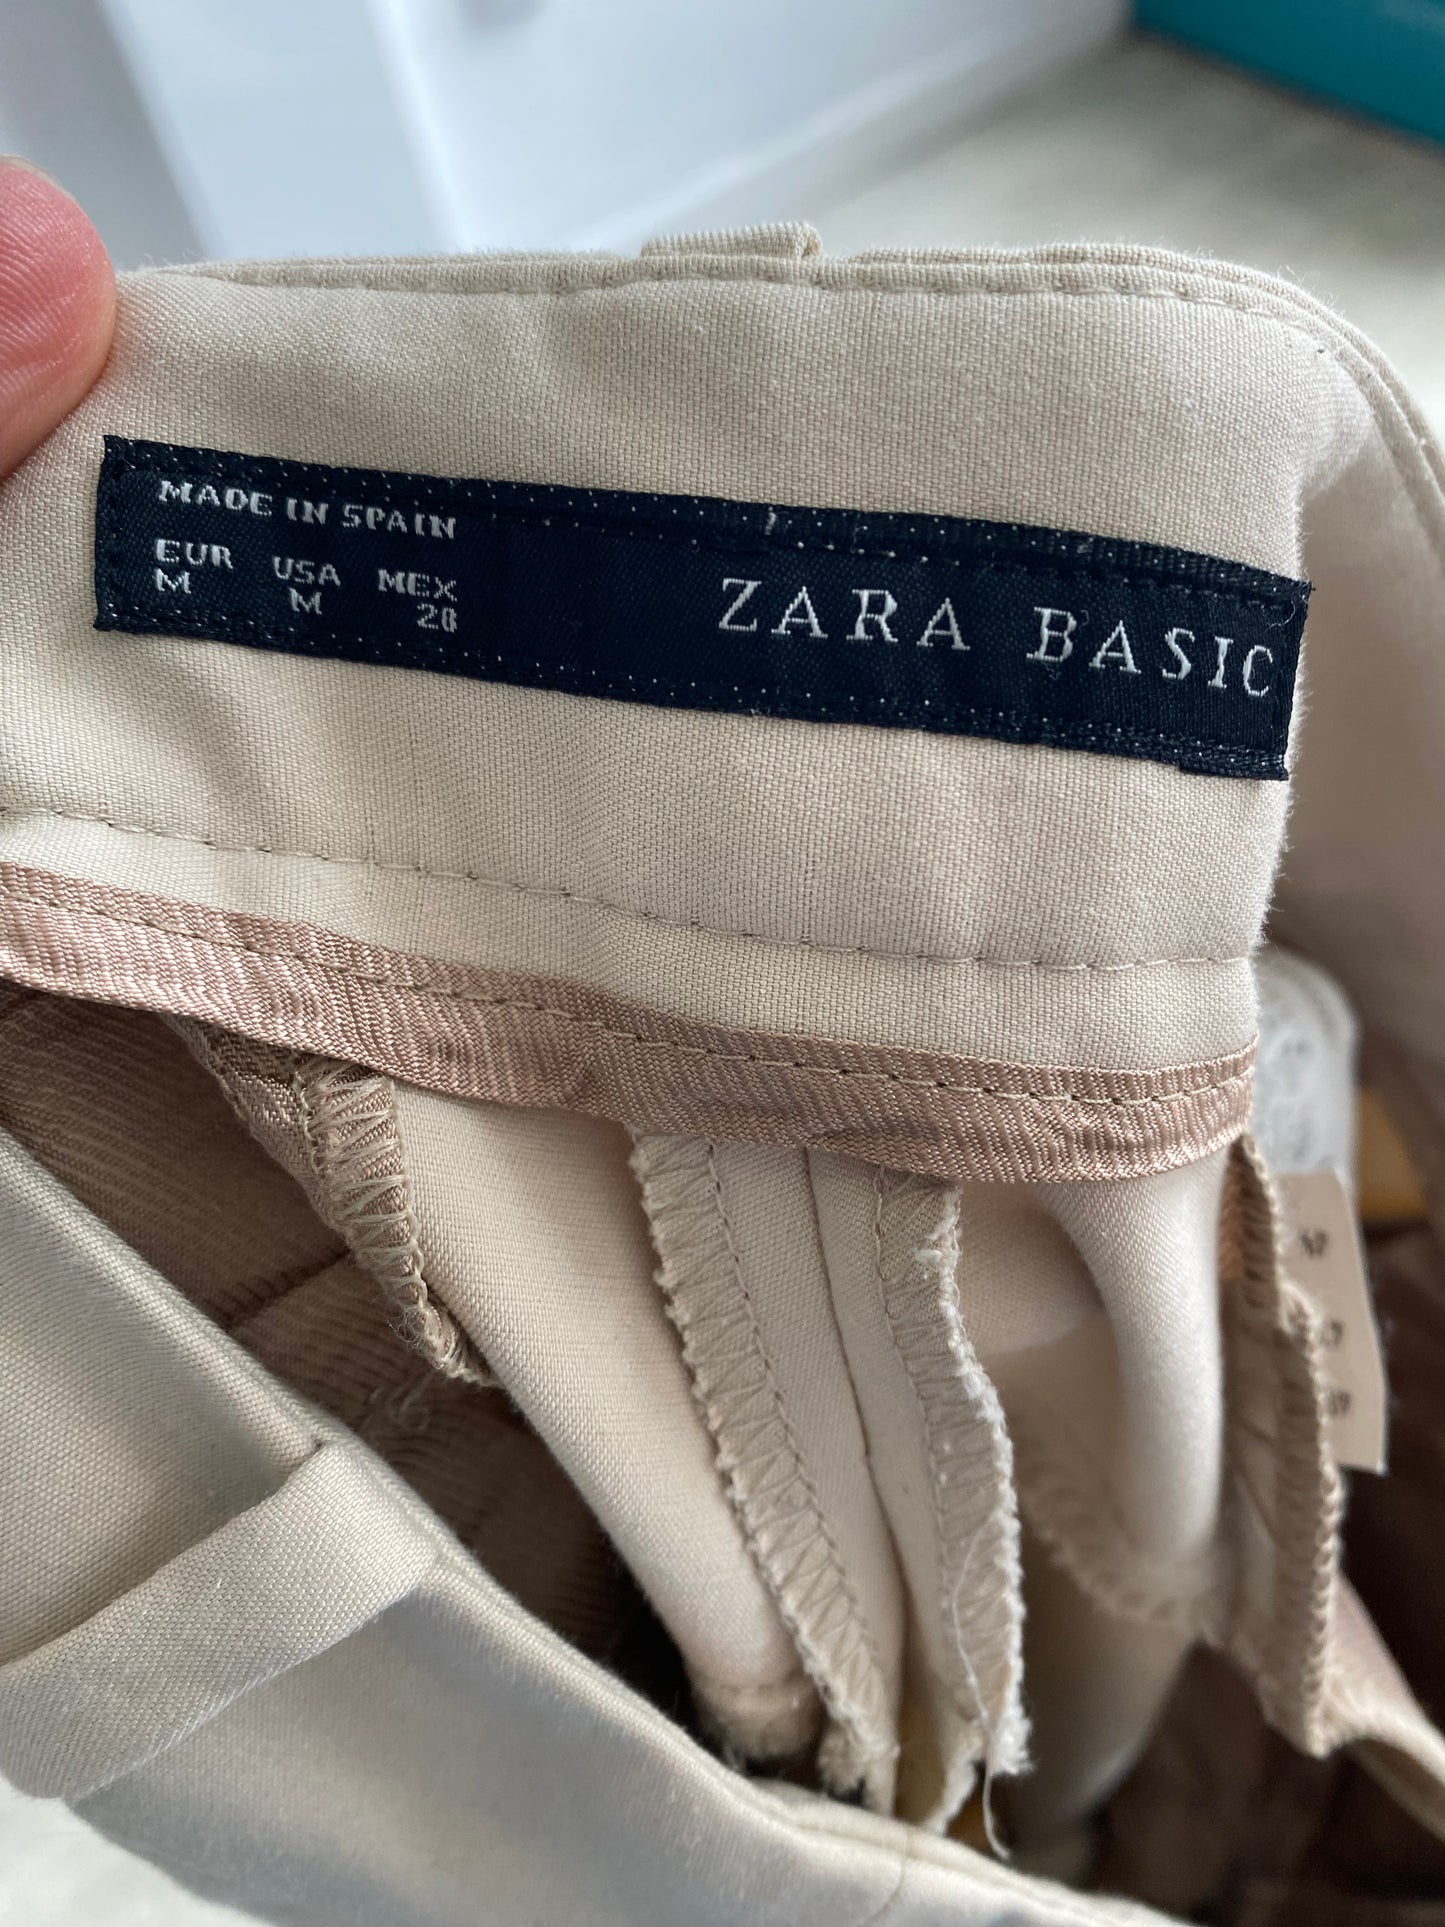 MADE IN SPAIN
EUR USA MEX
M M 28
ZARA BASIC